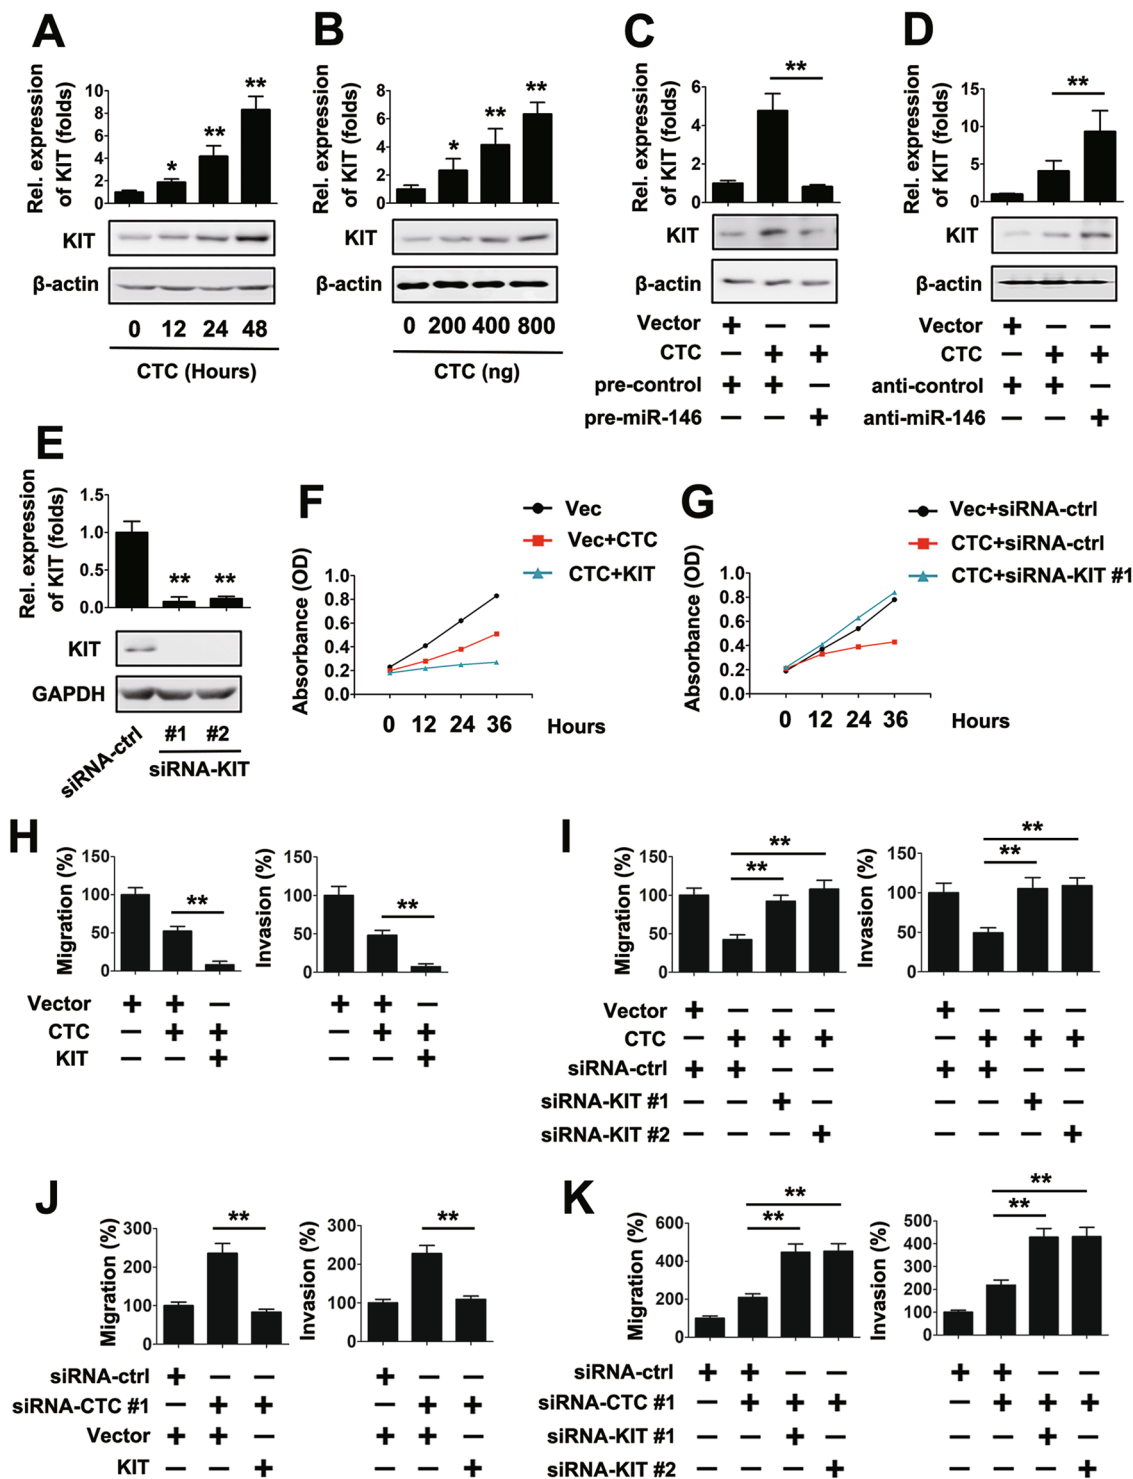 A
Rel. expression
of KIT (folds)
10
8
6
4
2
0
*
**
**
KIT
β-actin
0 12 24 48
CTC (Hours)
B
Rel. expression
of KIT (folds)
8
6
4
2
0
*
**
**
KIT
β-actin
0 200 400 800
CTC (ng)
C
Rel. expression
of KIT (folds)
6
4
2
0
**
KIT
β-actin
Vector + − −
CTC − + +
pre-control + + −
pre-miR-146 − − +
D
Rel. expression
of KIT (folds)
15
10
5
0
**
KIT
β-actin
Vector + − −
CTC − + +
anti-control + + −
anti-miR-146 − − +
E
Rel. expression
of KIT (folds)
1.5
1.0
0.5
0.0
** **
KIT
GAPDH
siRNA-ctrl
#1 #2
siRNA-KIT
F
Vec
Vec+CTC
CTC+KIT
Absorbance (OD)
1.0
0.8
0.6
0.4
0.2
0.0
0 12 24 36 Hours
G
Vec+siRNA-ctrl
CTC+siRNA-ctrl
CTC+siRNA-KIT #1
Absorbance (OD)
1.0
0.8
0.6
0.4
0.2
0.0
0 12 24 36 Hours
H
Migration (%)
150
100
50
0
**
Invasion (%)
150
100
50
0
**
Vector + + − + + −
CTC − + + − + +
KIT − − + − − +
I
Migration (%)
150
100
50
0
**
**
Invasion (%)
150
100
50
0
**
**
Vector + − − − + − − −
CTC − + + + − + + +
siRNA-ctrl + + − − + + − −
siRNA-KIT #1 − − + − − − + −
siRNA-KIT #2 − − − + − − − +
J
Migration (%)
300
200
100
0
**
Invasion (%)
300
200
100
0
**
siRNA-ctrl + − − + − −
siRNA-CTC #1 − + + − + +
Vector + + − + + −
KIT − − + − − +
K
Migration (%)
600
400
200
0
**
**
Invasion (%)
500
400
300
200
100
0
**
**
siRNA-ctrl + + − − + + − −
siRNA-CTC #1 − + + + − + + +
siRNA-KIT #1 − − + − − − + −
siRNA-KIT #2 − − − + − − − +